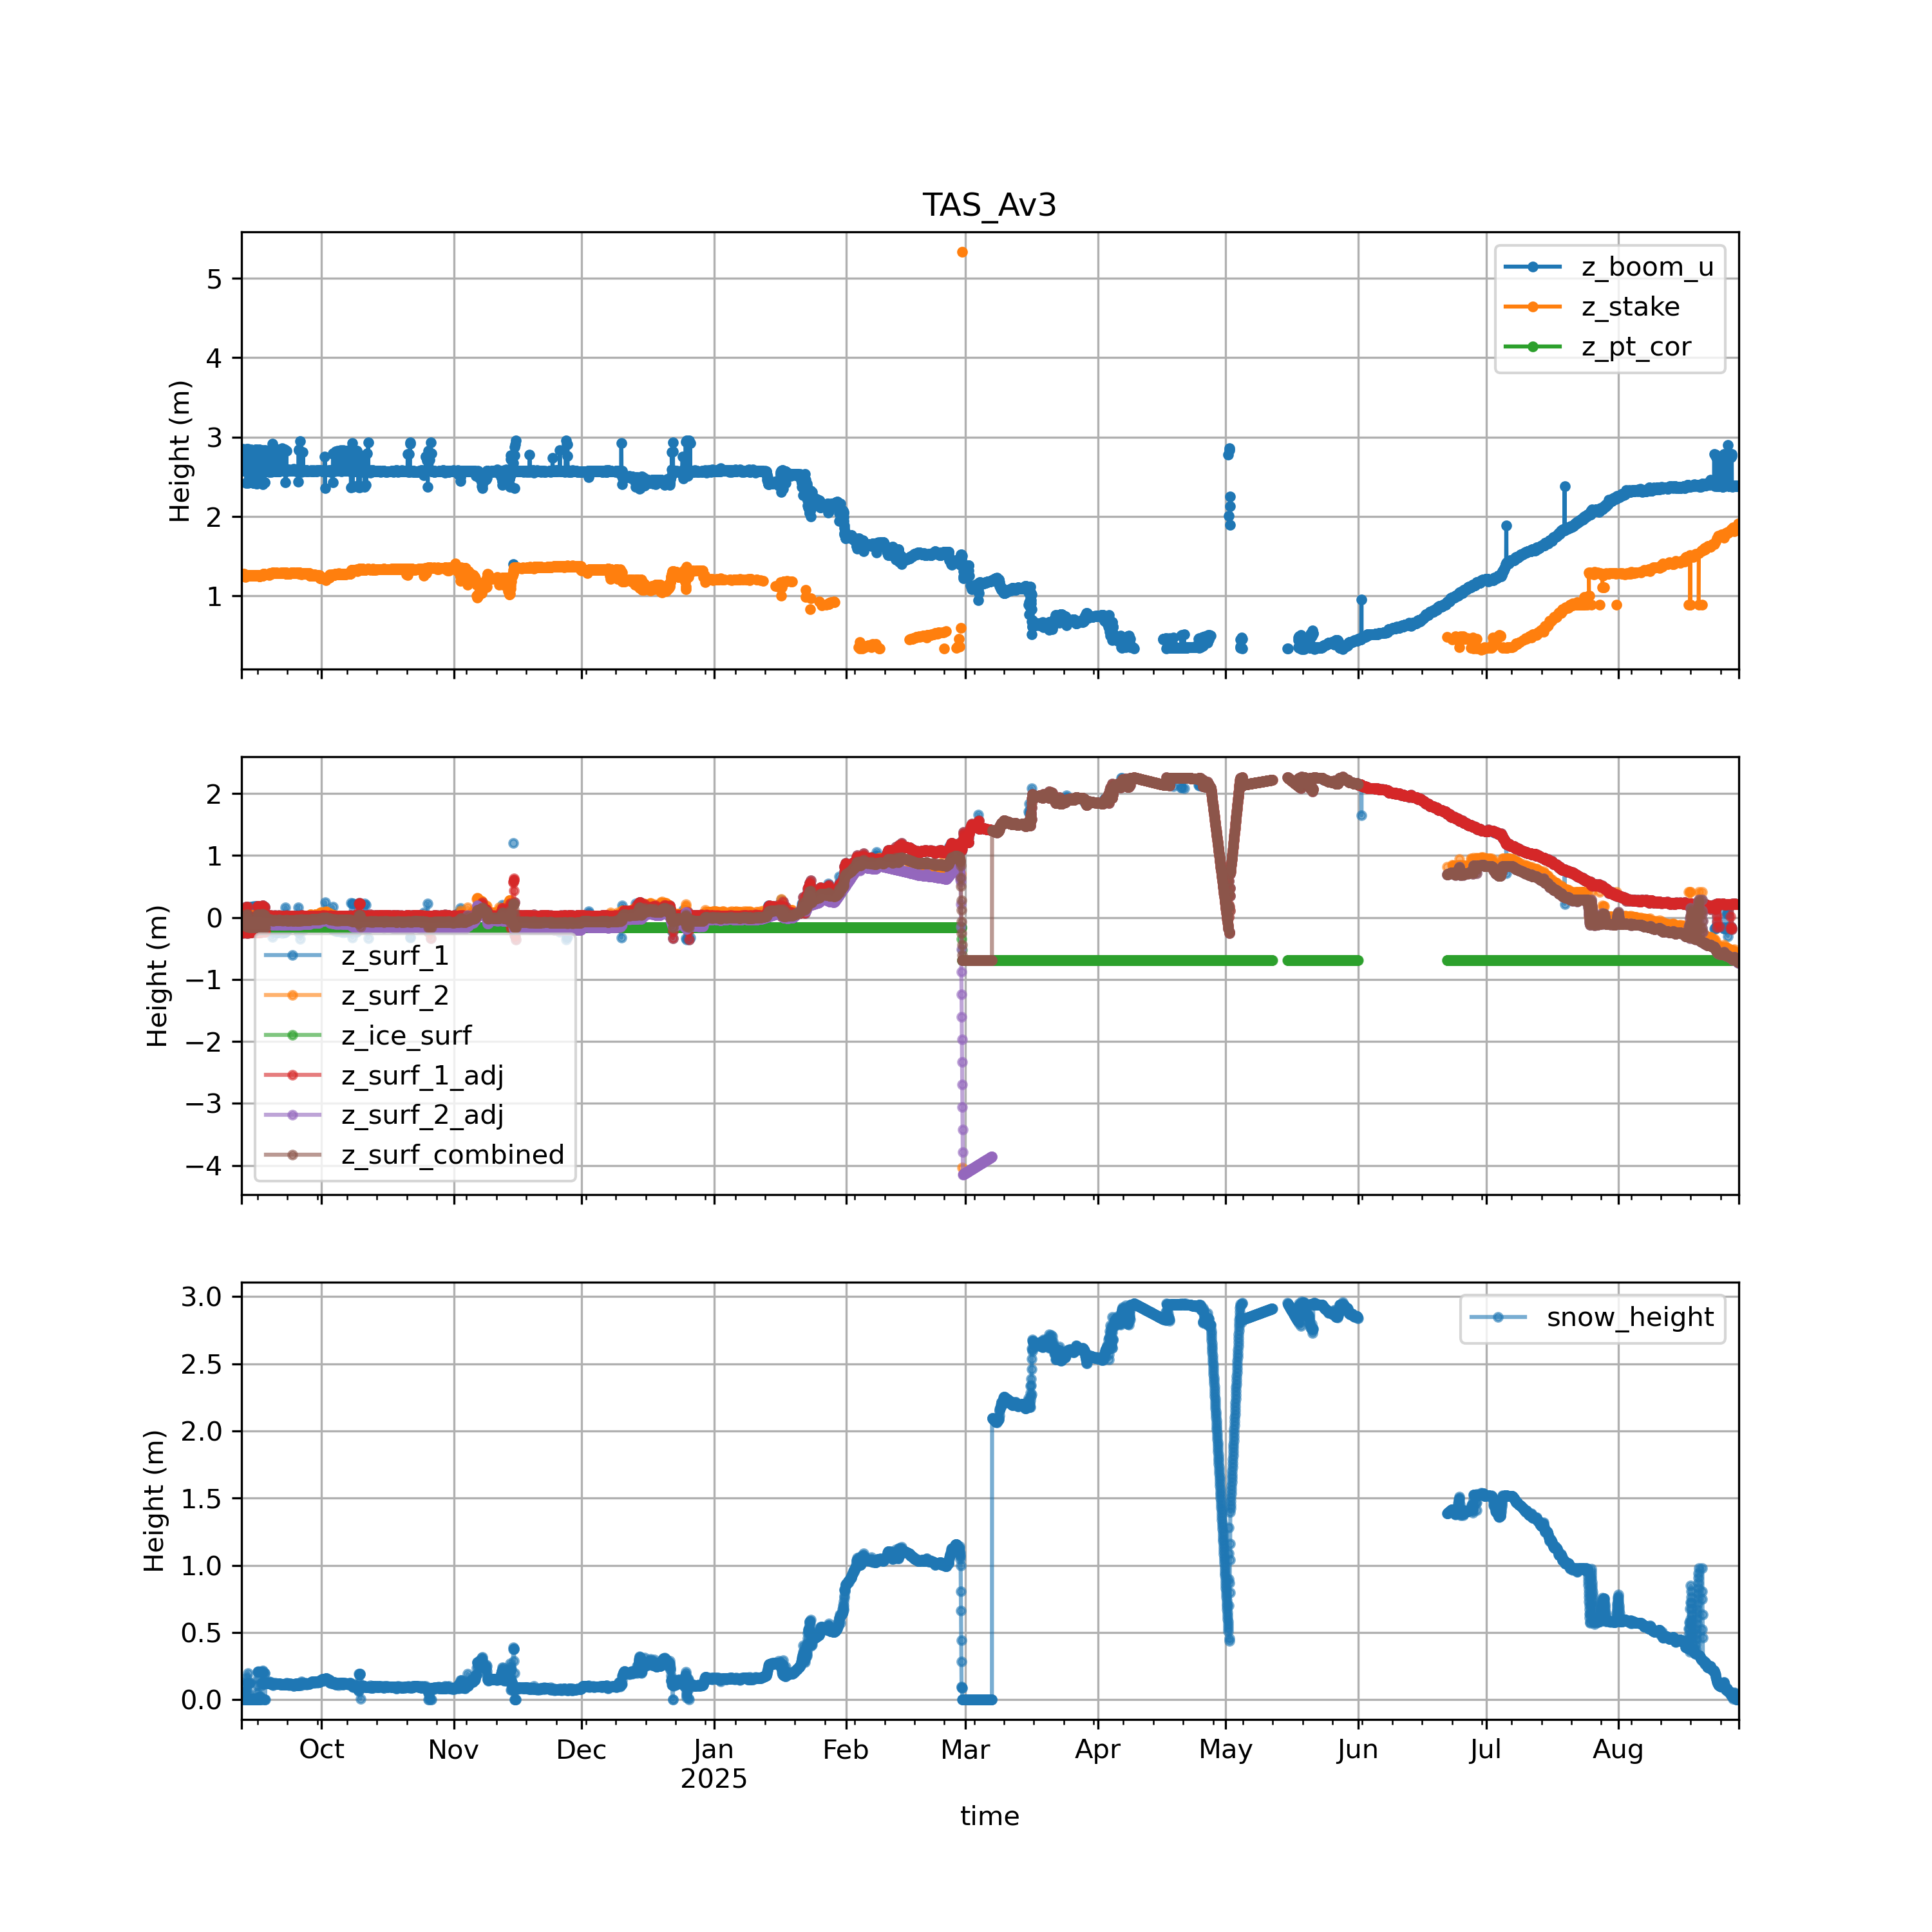 TAS_Av3
5
4
3
2
1
Height (m)
z_boom_u
z_stake
z_pt_cor
2
1
0
−1
−2
−3
−4
Height (m)
z_surf_1
z_surf_2
z_ice_surf
z_surf_1_adj
z_surf_2_adj
z_surf_combined
3.0
2.5
2.0
1.5
1.0
0.5
0.0
Height (m)
snow_height
Oct Nov Dec Jan Feb Mar Apr May Jun Jul Aug
2025
time